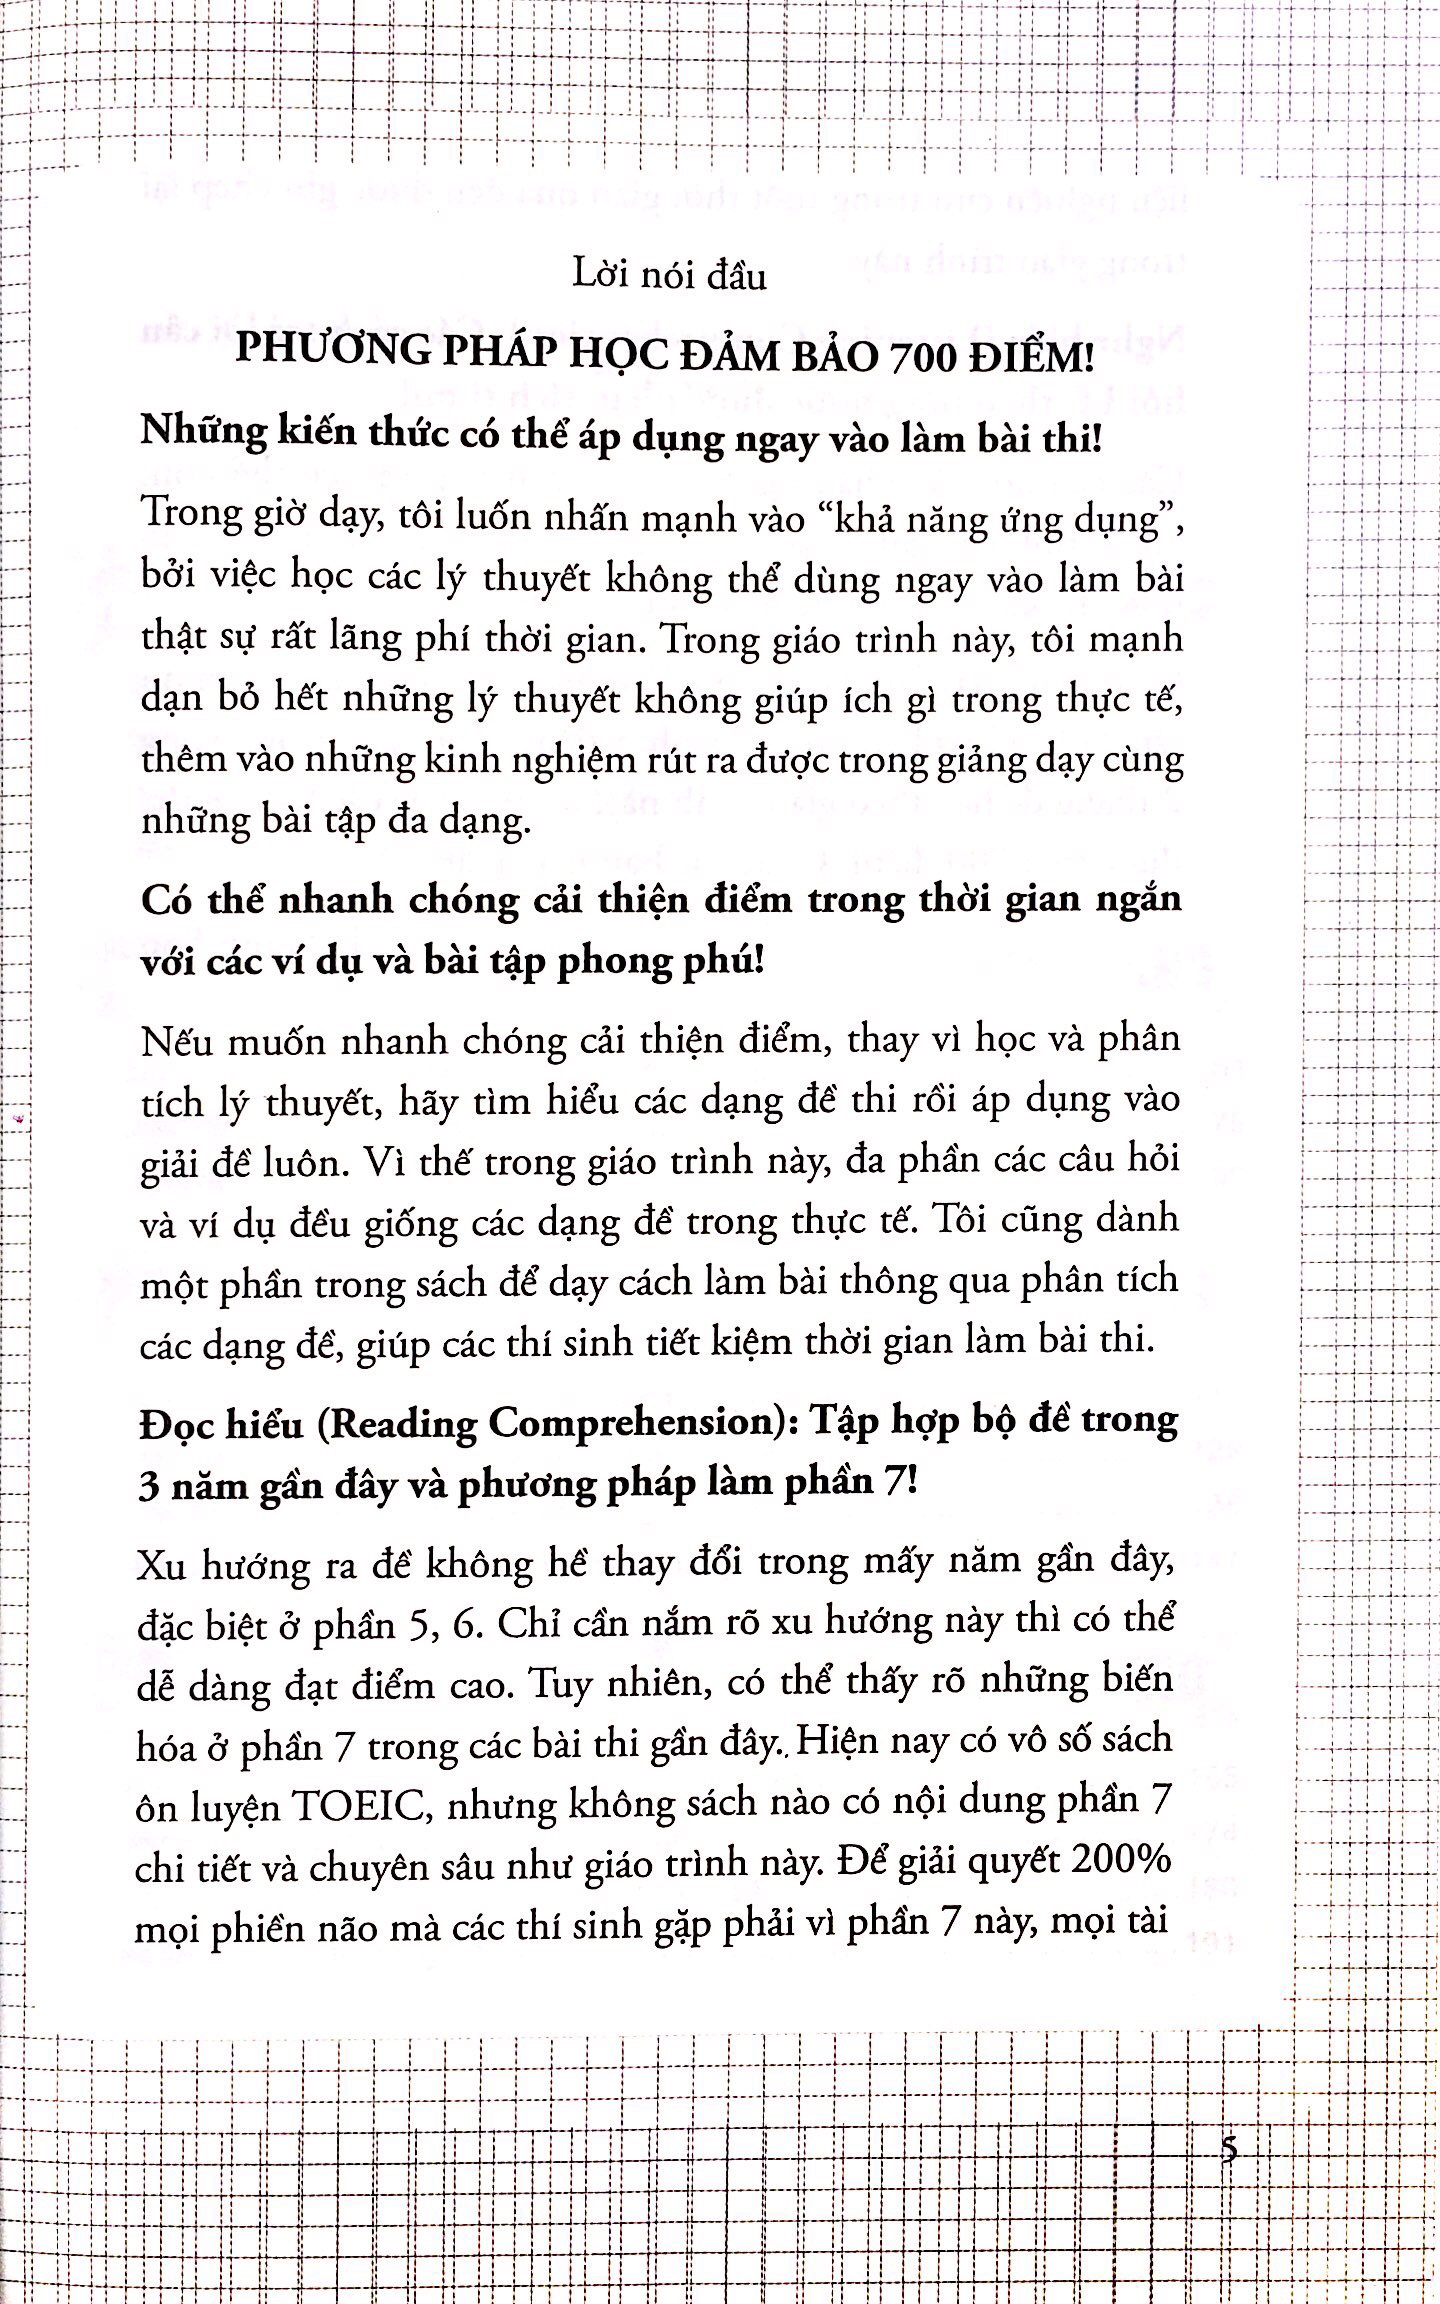 Lời nói đầu
PHƯƠNG PHÁP HỌC ĐẢM BẢO 700 ĐIỂM!
Những kiến thức có thể áp dụng ngay vào làm bài thi!
Trong giờ dạy, tôi luốn nhấn mạnh vào “khả năng ứng dụng”,
bởi việc học các lý thuyết không thể dùng ngay vào làm bài
thật sự rất lãng phí thời gian. Trong giáo trình này, tôi mạnh
dạn bỏ hết những lý thuyết không giúp ích gì trong thực tế,
thêm vào những kinh nghiệm rút ra được trong giảng dạy cùng
những bài tập đa dạng.
Có thể nhanh chóng cải thiện điểm trong thời gian ngắn
với các ví dụ và bài tập phong phú!
Nếu muốn nhanh chóng cải thiện điểm, thay vì học và phân
tích lý thuyết, hãy tìm hiểu các dạng đề thi rồi áp dụng vào
giải đề luôn. Vì thế trong giáo trình này, đa phần các câu hỏi
và ví dụ đều giống các dạng đề trong thực tế. Tôi cũng dành
một phần trong sách để dạy cách làm bài thông qua phân tích
các dạng đề, giúp các thí sinh tiết kiệm thời gian làm bài thi.
Đọc hiểu (Reading Comprehension): Tập hợp bộ đề trong
3 năm gần đây và phương pháp làm phần 7!
Xu hướng ra đề không hề thay đổi trong mấy năm gần đây,
đặc biệt ở phần 5, 6. Chỉ cần nắm rõ xu hướng này thì có thể
dễ dàng đạt điểm cao. Tuy nhiên, có thể thấy rõ những biến
hóa ở phần 7 trong các bài thi gần đây. Hiện nay có vô số sách
ôn luyện TOEIC, nhưng không sách nào có nội dung phần 7
chi tiết và chuyên sâu như giáo trình này. Để giải quyết 200%
mọi phiền não mà các thí sinh gặp phải vì phần 7 này, mọi tài
5